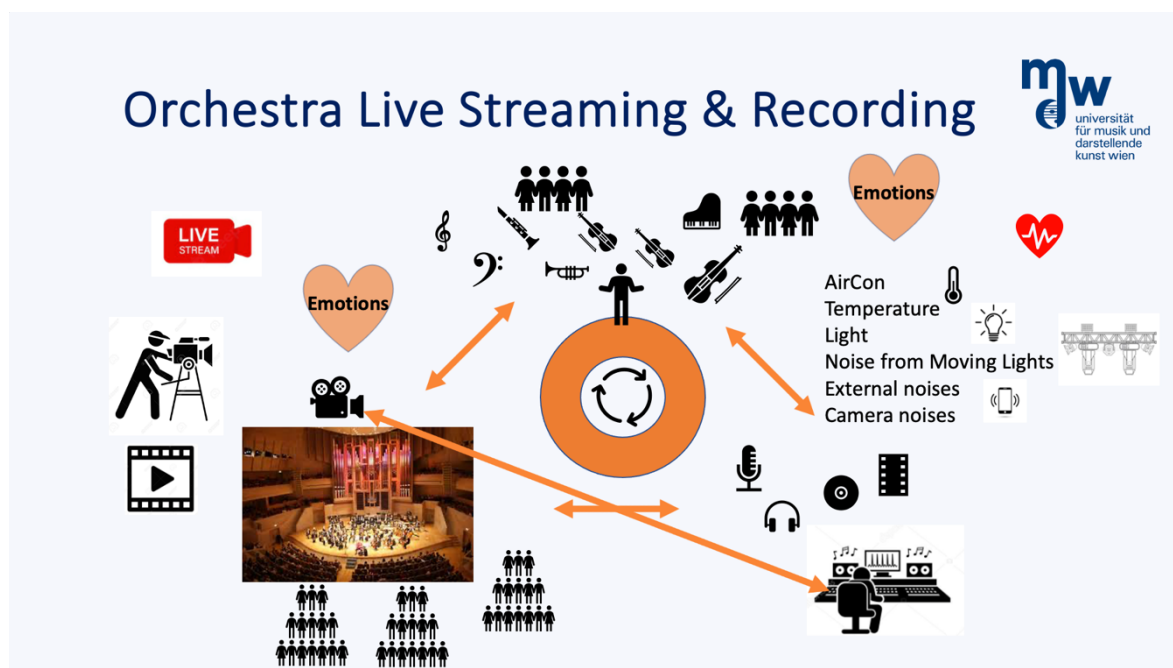 Orchestra Live Streaming & Recording
mdw
universität
für musik und
darstellende
kunst wien
LIVE
STREAM
Emotions
Emotions
AirCon
Temperature
Light
Noise from Moving Lights
External noises
Camera noises